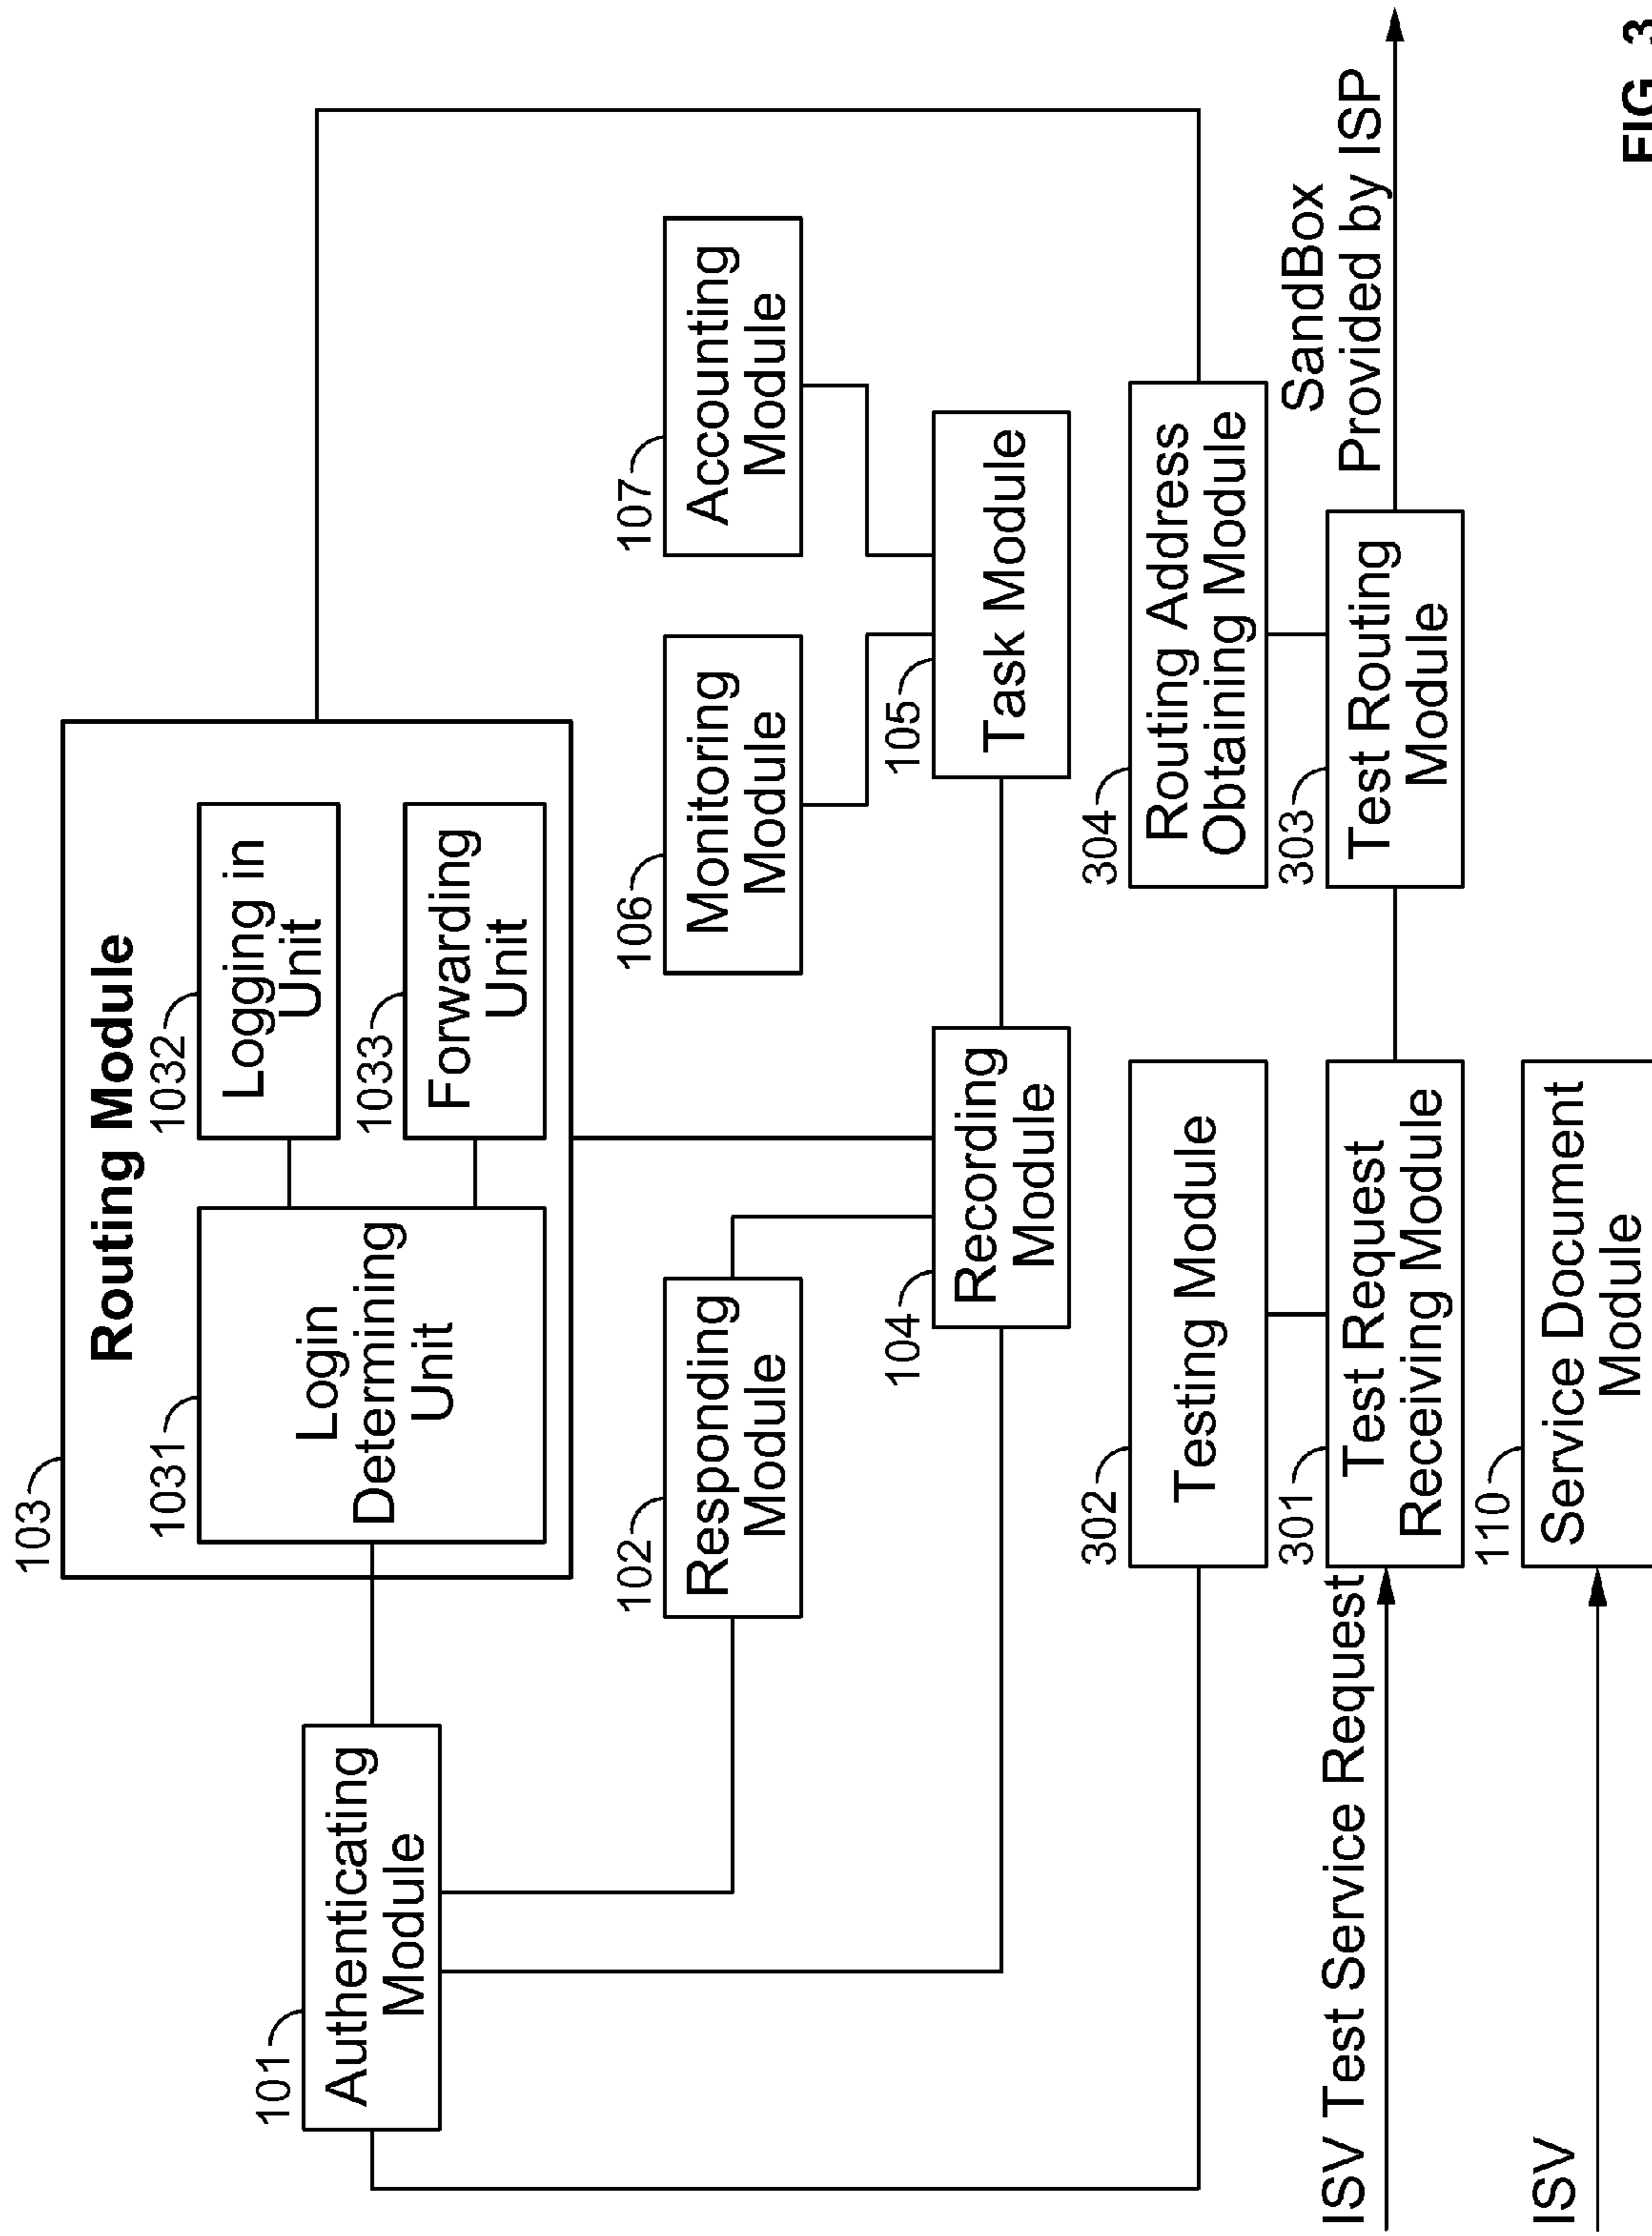 103
Routing Module
1031
Login
Determining
Unit
1032
Logging in
Unit
1033
Forwarding
Unit
101
Authenticating
Module
102
Responding
Module
106
Monitoring
Module
107
Accounting
Module
104
Recording
Module
105
Task Module
302
Testing Module
304
Routing Address
Obtaining Module
ISV Test Service Request
301
Test Request
Receiving Module
303
Test Routing
Module
SandBox
Provided by ISP
ISV
110
Service Document
Module
FIG. 3